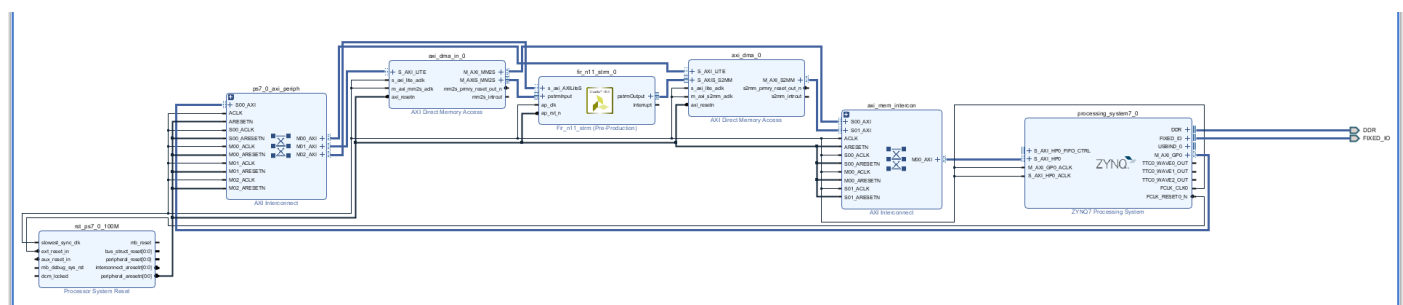 ps7_0_axi_periph
S00_AXI
ACLK
ARESETN
S00_ACLK
S00_ARESETN
M00_ACLK
M00_ARESETN
M01_ACLK
M01_ARESETN
M02_ACLK
M02_ARESETN
M00_AXI
M01_AXI
M02_AXI
AXI Interconnect
rst_ps7_0_100M
slowest_sync_clk
ext_reset_in
aux_reset_in
mb_debug_sys_rst
dcm_locked
mb_reset
bus_struct_reset[0:0]
peripheral_reset[0:0]
interconnect_aresetn[0:0]
peripheral_aresetn[0:0]
Processor System Reset
axi_dma_in_0
S_AXI_LITE
s_axi_lite_aclk
m_axi_mm2s_aclk
axi_resetn
M_AXI_MM2S
M_AXIS_MM2S
mm2s_prmry_reset_out_n
mm2s_introut
AXI Direct Memory Access
fir_n11_strm_0
s_axi_AXILiteS
pstrmInput
ap_clk
ap_rst_n
pstrmOutput
interrupt
Fir_n11_strm (Pre-Production)
axi_dma_0
S_AXI_LITE
S_AXIS_S2MM
s_axi_lite_aclk
m_axi_s2mm_aclk
axi_resetn
M_AXI_S2MM
s2mm_prmry_reset_out_n
s2mm_introut
AXI Direct Memory Access
axi_mem_intercon
S00_AXI
S01_AXI
ACLK
ARESETN
S00_ACLK
S00_ARESETN
M00_ACLK
M00_ARESETN
S01_ACLK
S01_ARESETN
M00_AXI
AXI Interconnect
processing_system7_0
S_AXI_HP0_FIFO_CTRL
S_AXI_HP0
M_AXI_GP0_ACLK
S_AXI_HP0_ACLK
ZYNQ
DDR
FIXED_IO
USBIND_0
M_AXI_GP0
TTC0_WAVE0_OUT
TTC0_WAVE1_OUT
TTC0_WAVE2_OUT
FCLK_CLK0
FCLK_RESET0_N
ZYNQ7 Processing System
DDR
FIXED_IO